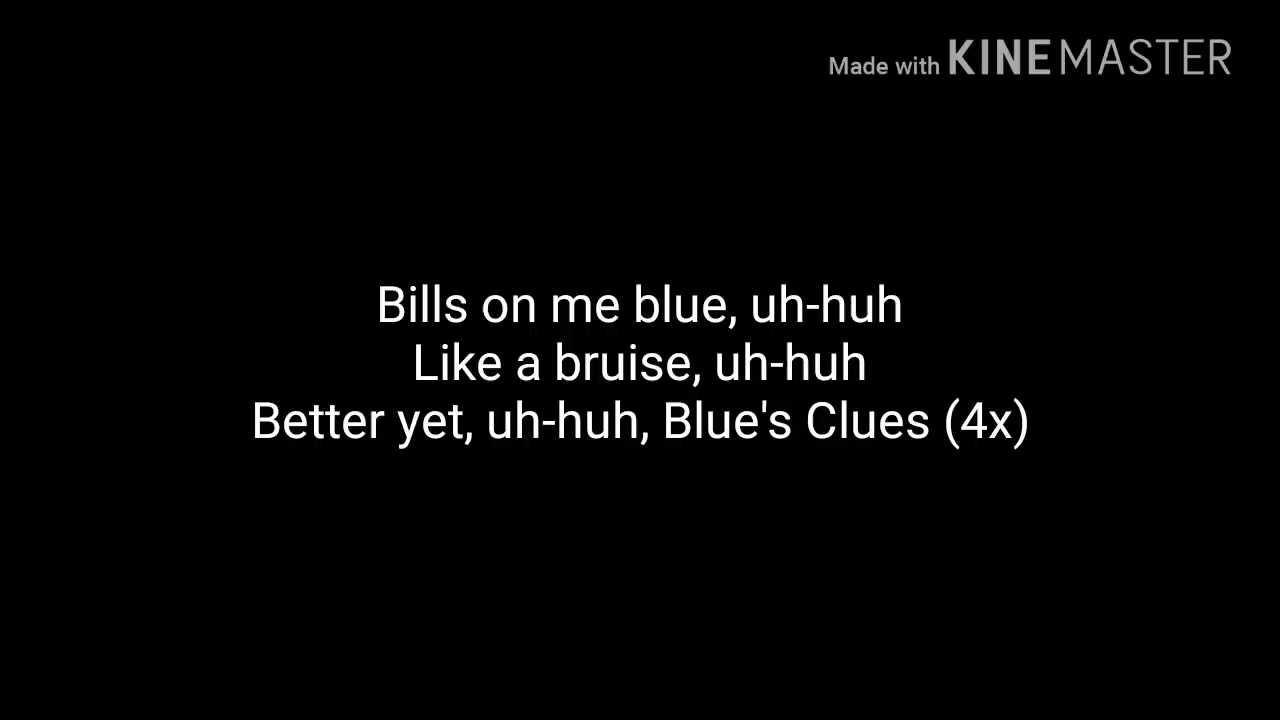 Made with KINEMASTER
Bills on me blue, uh-huh
Like a bruise, uh-huh
Better yet, uh-huh, Blue's Clues (4x)